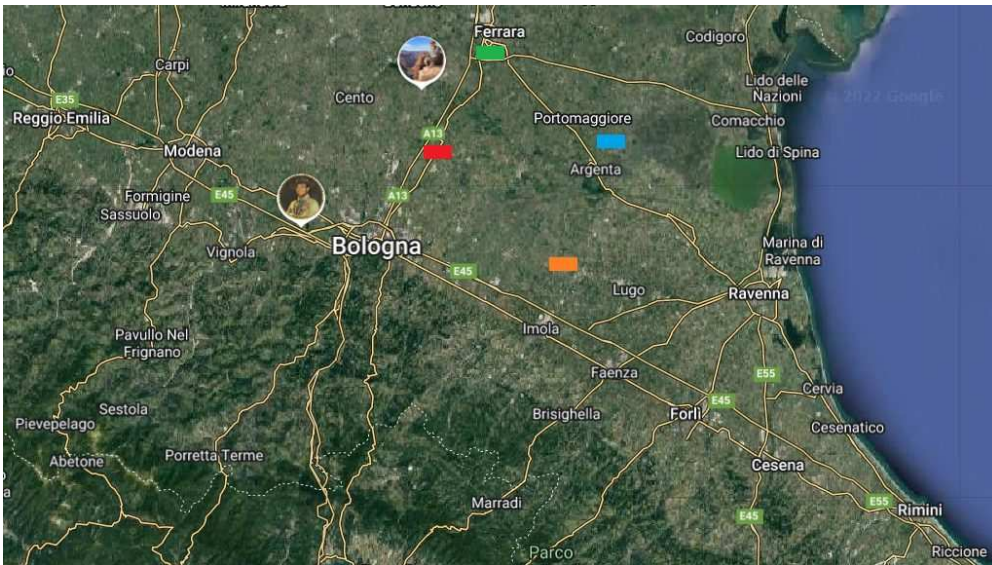 Ferrara
Codigoro
Carpi
Lido delle
Nazioni
© 2022 Google
Cento
E35
Reggio Emilia
Portomaggiore
Comacchio
A13
Modena
Argenta
Lido di Spina
E45
Formigine
Sassuolo
A13
Vignola
Bologna
Marina di
Ravenna
E45
Lugo
Ravenna
Pavullo Nel
Frignano
Imola
Faenza
E55
Cervia
Sestola
Pievepelago
Brisighella
Forlì
E45
Cesenatico
Abetone
Porretta Terme
Cesena
Marradi
E45
E55
Rimini
Parco
Riccione